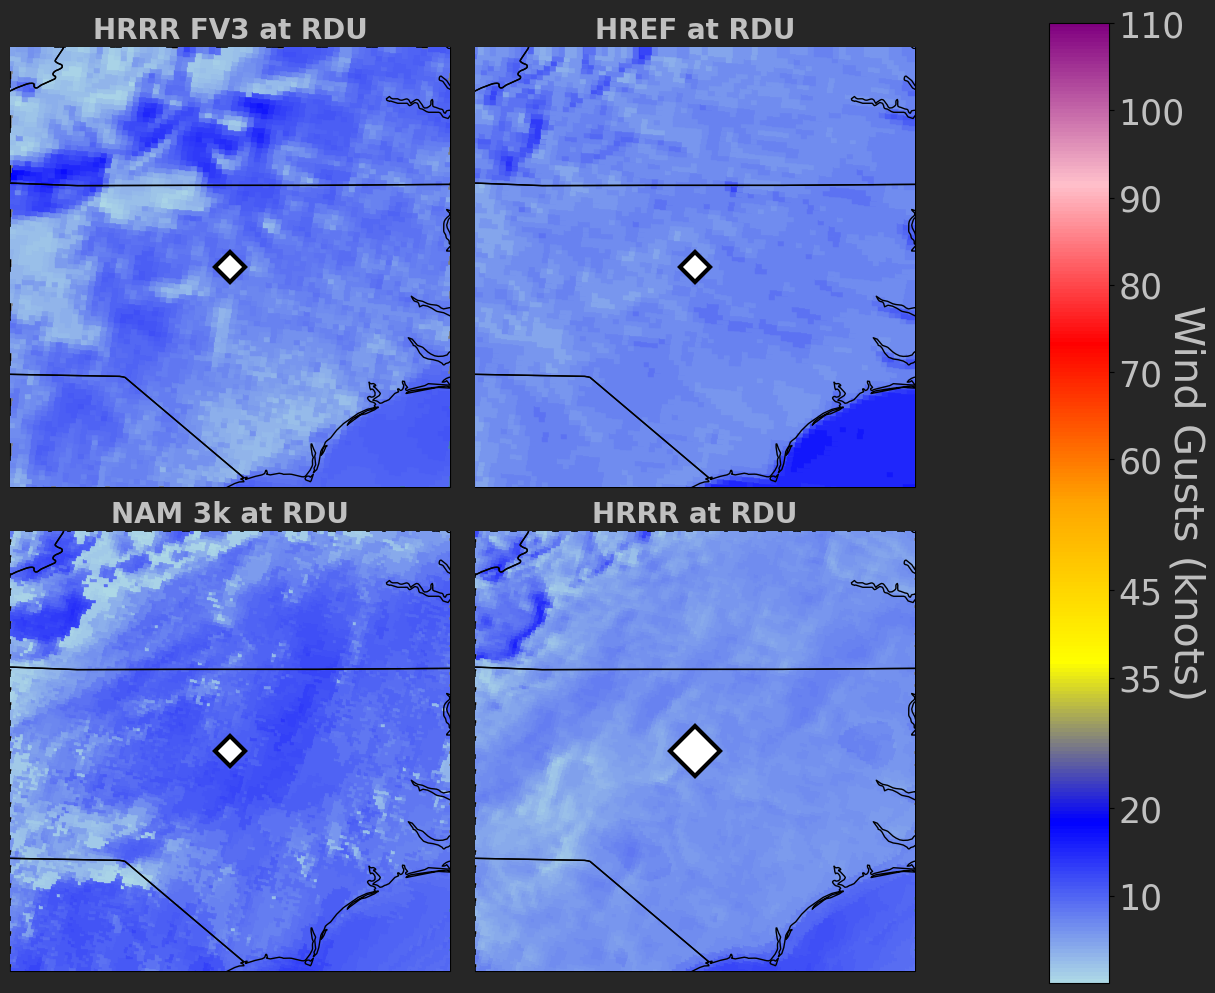 HRRR FV3 at RDU
HREF at RDU
NAM 3k at RDU
HRRR at RDU
110
100
90
80
70
60
45
35
20
10
Wind Gusts (knots)